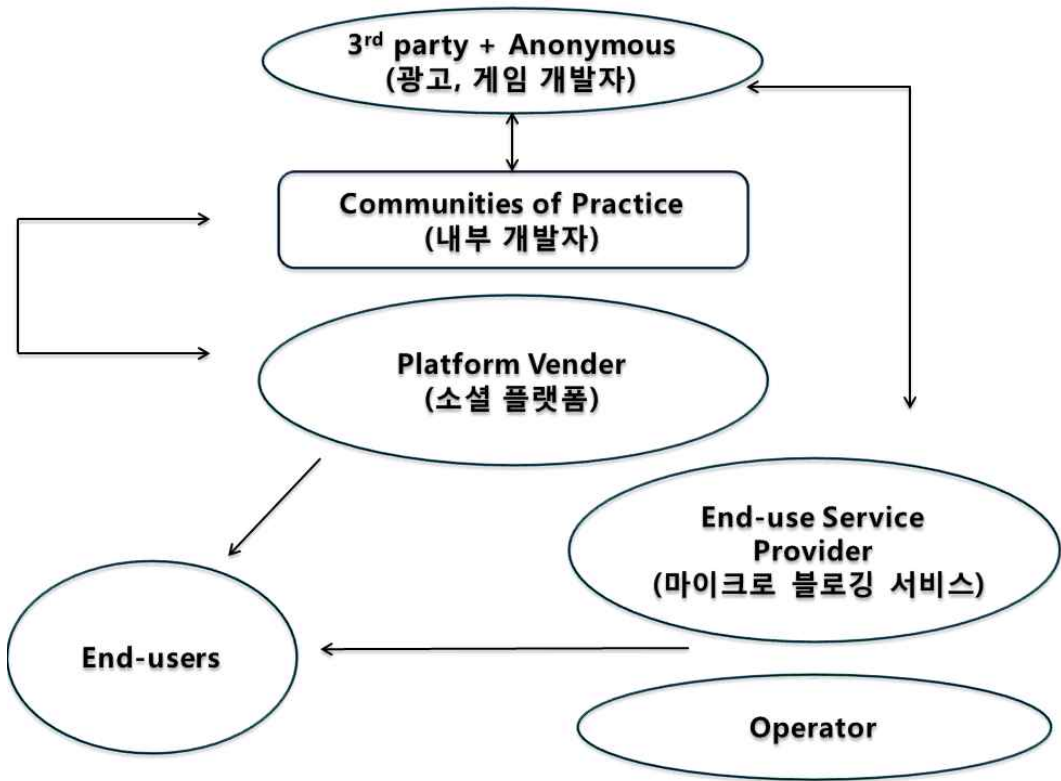 3rd party + Anonymous
(광고, 게임 개발자)
Communities of Practice
(내부 개발자)
Platform Vender
(소셜 플랫폼)
End-use Service
Provider
(마이크로 블로깅 서비스)
End-users
Operator